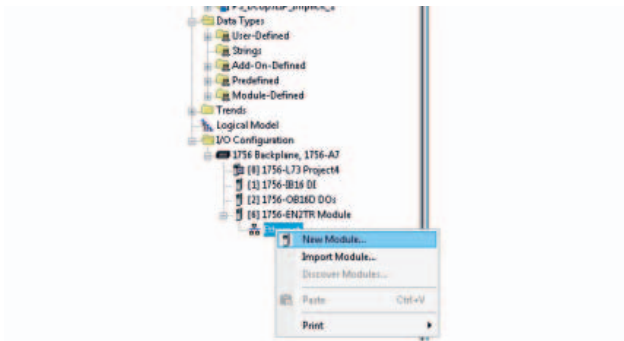 Data Types
User-Defined
Strings
Add-On-Defined
Predefined
Module-Defined
Trends
Logical Model
I/O Configuration
1756 Backplane, 1756-A7
[0] 1756-L73 Project4
[1] 1756-IB16 DI
[2] 1756-OB16D DOs
[6] 1756-EN2TR Module
New Module...
Import Module...
Discover Modules...
Paste Ctrl+V
Print